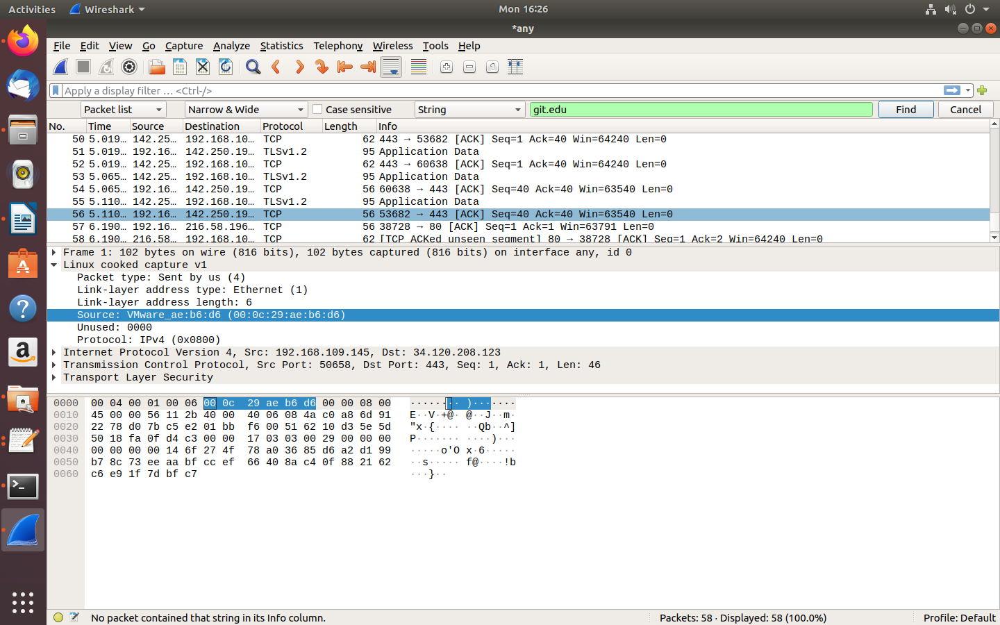 Activities Wireshark Mon 16:26
*any
File Edit View Go Capture Analyze Statistics Telephony Wireless Tools Help
Apply a display filter … <Ctrl-/>
Packet list Narrow & Wide Case sensitive String git.edu Find Cancel
No. Time Source Destination Protocol Length Info
50 5.019… 142.25… 192.168.10… TCP 62 443 → 53682 [ACK] Seq=1 Ack=40 Win=64240 Len=0
51 5.019… 192.16… 142.250.19… TLSv1.2 95 Application Data
52 5.019… 142.25… 192.168.10… TCP 62 443 → 60638 [ACK] Seq=1 Ack=40 Win=64240 Len=0
53 5.065… 142.25… 192.168.10… TLSv1.2 95 Application Data
54 5.065… 192.16… 142.250.19… TCP 56 60638 → 443 [ACK] Seq=40 Ack=40 Win=63540 Len=0
55 5.110… 142.25… 192.168.10… TLSv1.2 95 Application Data
56 5.110… 192.16… 142.250.19… TCP 56 53682 → 443 [ACK] Seq=40 Ack=40 Win=63540 Len=0
57 6.190… 192.16… 216.58.196… TCP 56 38728 → 80 [ACK] Seq=1 Ack=1 Win=63791 Len=0
58 6.190… 216.58… 192.168.10… TCP 62 [TCP ACKed unseen segment] 80 → 38728 [ACK] Seq=1 Ack=2 Win=64240 Len=0
Frame 1: 102 bytes on wire (816 bits), 102 bytes captured (816 bits) on interface any, id 0
Linux cooked capture v1
Packet type: Sent by us (4)
Link-layer address type: Ethernet (1)
Link-layer address length: 6
Source: VMware_ae:b6:d6 (00:0c:29:ae:b6:d6)
Unused: 0000
Protocol: IPv4 (0x0800)
Internet Protocol Version 4, Src: 192.168.109.145, Dst: 34.120.208.123
Transmission Control Protocol, Src Port: 50658, Dst Port: 443, Seq: 1, Ack: 1, Len: 46
Transport Layer Security
0000 00 04 00 01 00 06 00 0c 29 ae b6 d6 00 00 08 00 ········ )·······
0010 45 00 00 56 11 2b 40 00 40 06 08 4a c0 a8 6d 91 E··V·+@· @··J··m·
0020 22 78 d0 7b c5 e2 01 bb f6 00 51 62 10 d3 5e 5d "x·{···· ··Qb··^]
0030 50 18 fa 0f d4 c3 00 00 17 03 03 00 29 00 00 00 P······· ····)···
0040 00 00 00 00 14 6f 27 4f 78 a0 36 85 d6 a2 d1 99 ·····o'O x·6·····
0050 b7 8c 73 ee aa bf cc ef 66 40 8a c4 0f 88 21 62 ··s····· f@····!b
0060 c6 e9 1f 7d bf c7 ···}··
No packet contained that string in its Info column. Packets: 58 · Displayed: 58 (100.0%) Profile: Default